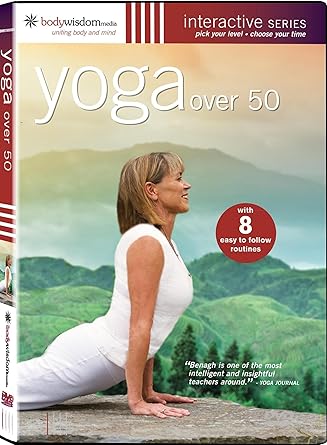 bodywisdommedia
uniting body and mind
interactive SERIES
pick your level • choose your time
yoga over 50
with
8
easy to follow
routines
"Benagh is one of the most
intelligent and insightful
teachers around." - YOGA JOURNAL
yoga over 50
bodywisdommedia
DVD